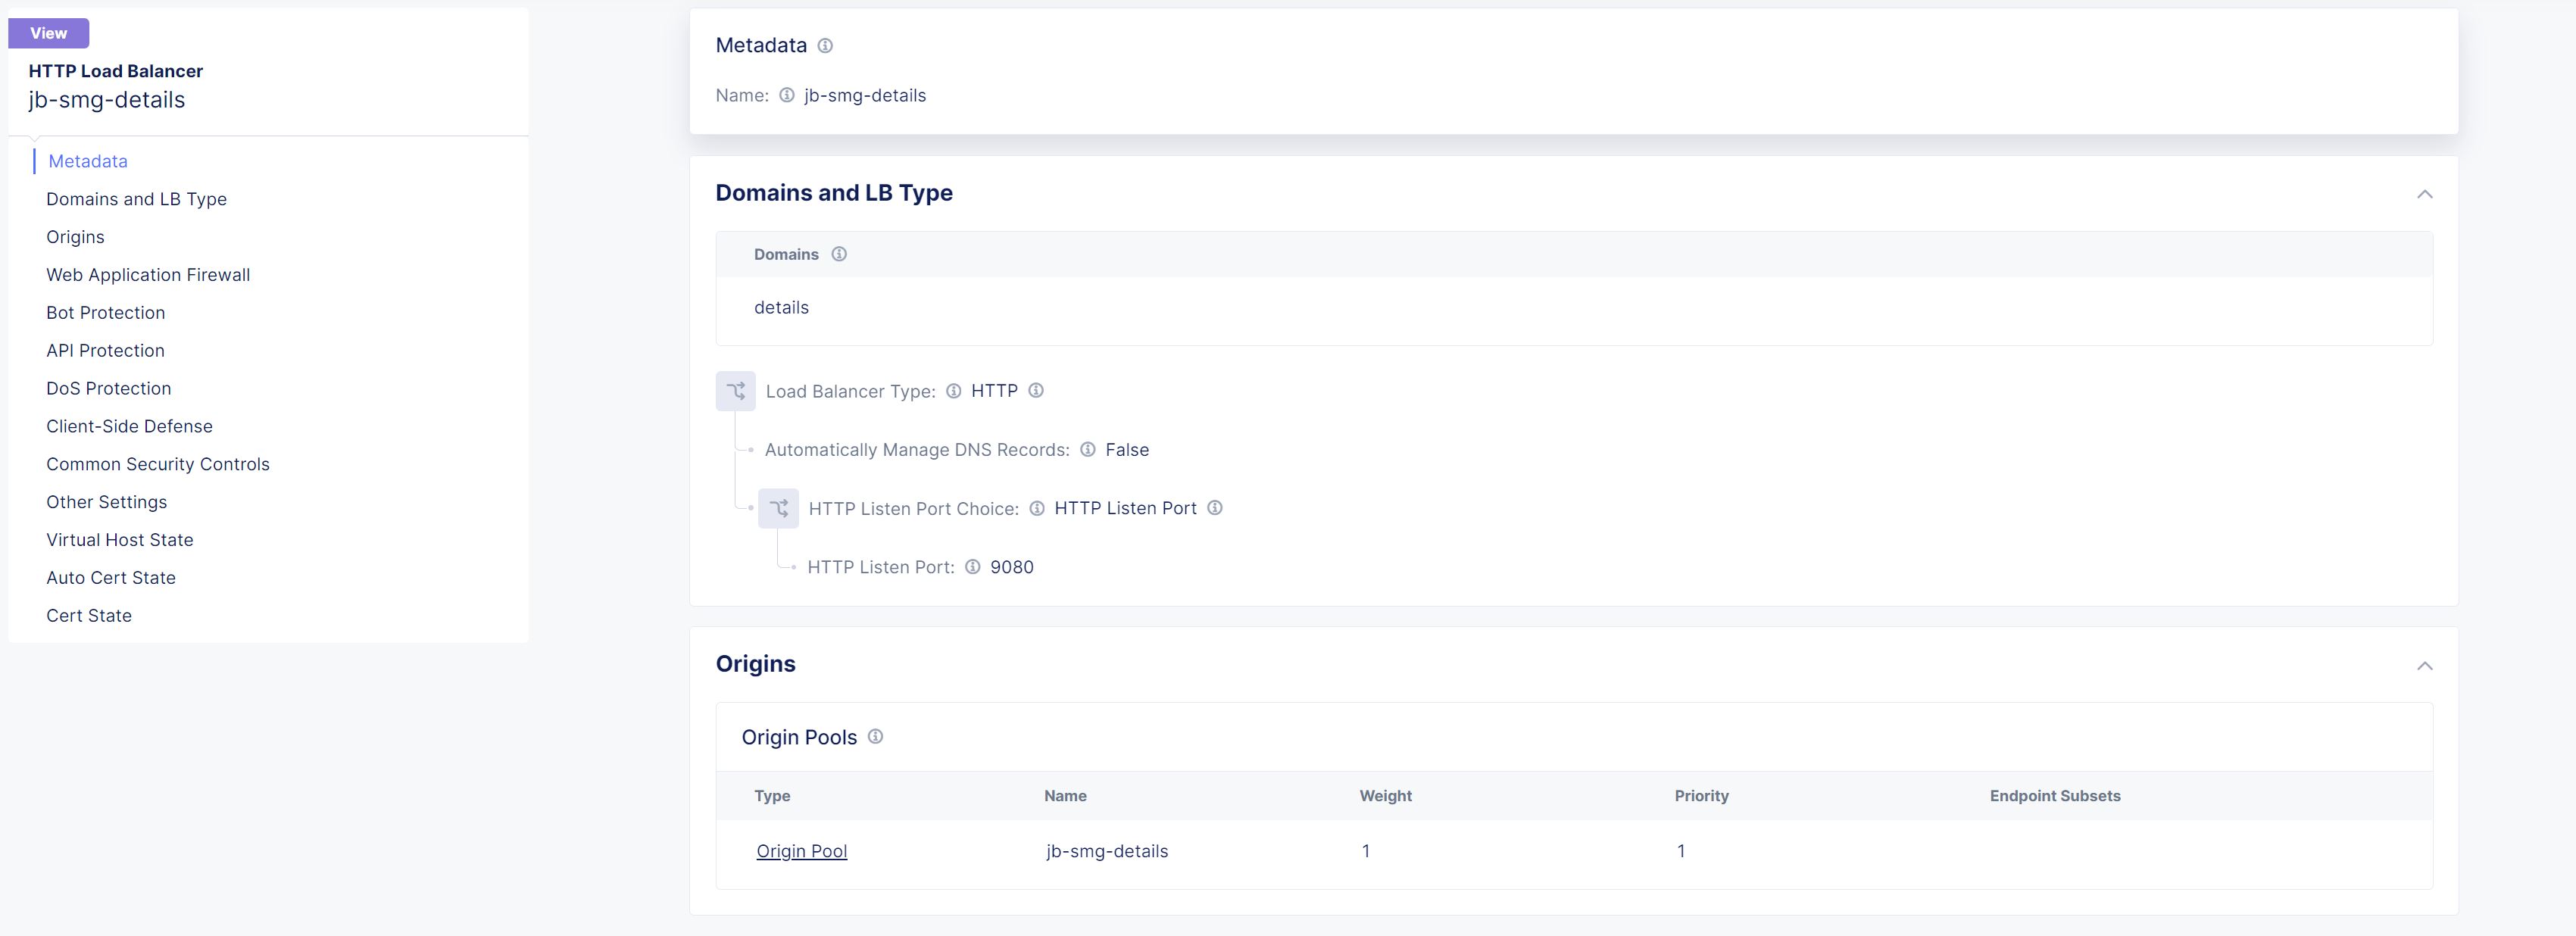 View
HTTP Load Balancer
jb-smg-details
Metadata
Domains and LB Type
Origins
Web Application Firewall
Bot Protection
API Protection
DoS Protection
Client-Side Defense
Common Security Controls
Other Settings
Virtual Host State
Auto Cert State
Cert State
Metadata
Name: jb-smg-details
Domains and LB Type
Domains
details
Load Balancer Type: HTTP
Automatically Manage DNS Records: False
HTTP Listen Port Choice: HTTP Listen Port
HTTP Listen Port: 9080
Origins
Origin Pools
Type Name Weight Priority Endpoint Subsets
Origin Pool jb-smg-details 1 1